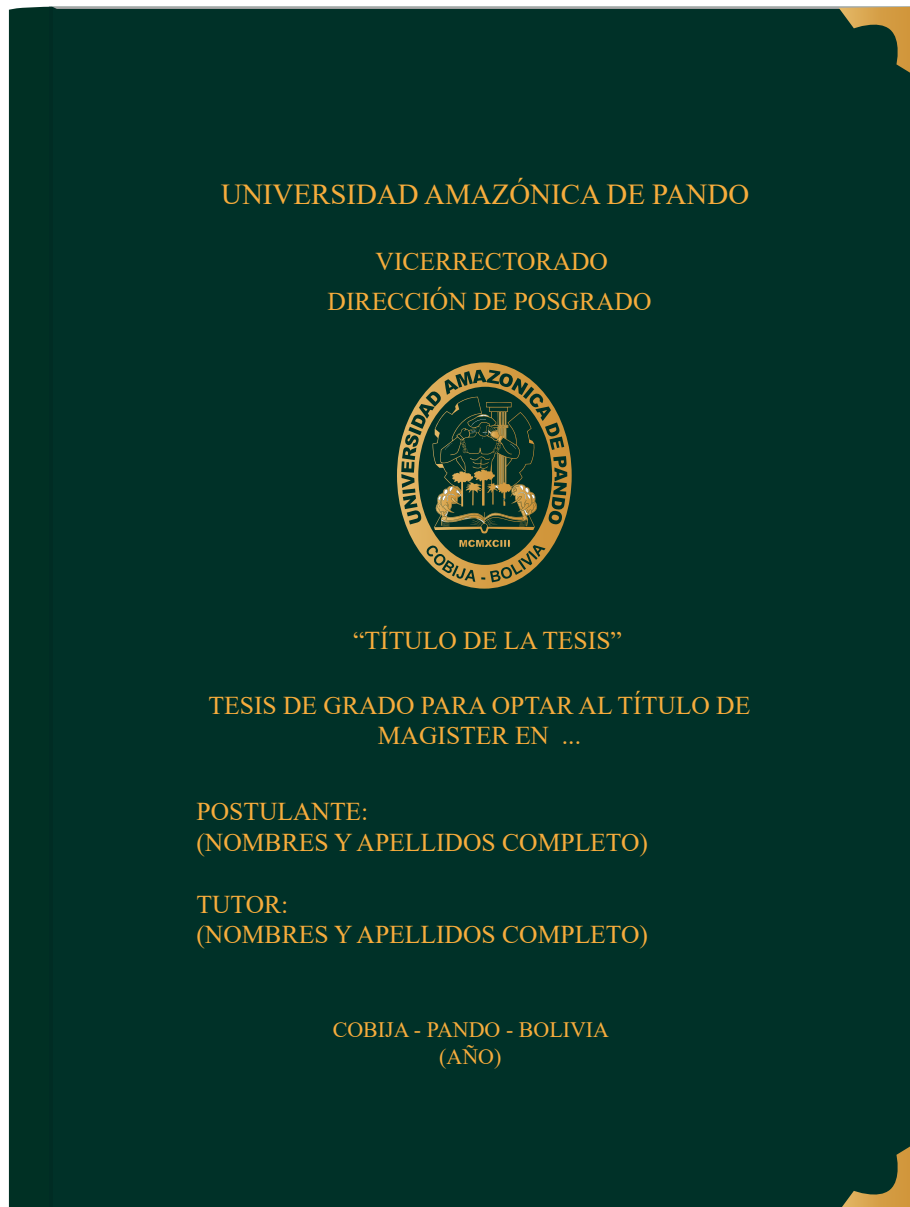 UNIVERSIDAD AMAZÓNICA DE PANDO
VICERRECTORADO
DIRECCIÓN DE POSGRADO
UNIVERSIDAD AMAZONICA DE PANDO
MCMXCIII
COBIJA - BOLIVIA
“TÍTULO DE LA TESIS”
TESIS DE GRADO PARA OPTAR AL TÍTULO DE
MAGISTER EN ...
POSTULANTE:
(NOMBRES Y APELLIDOS COMPLETO)
TUTOR:
(NOMBRES Y APELLIDOS COMPLETO)
COBIJA - PANDO - BOLIVIA
(AÑO)